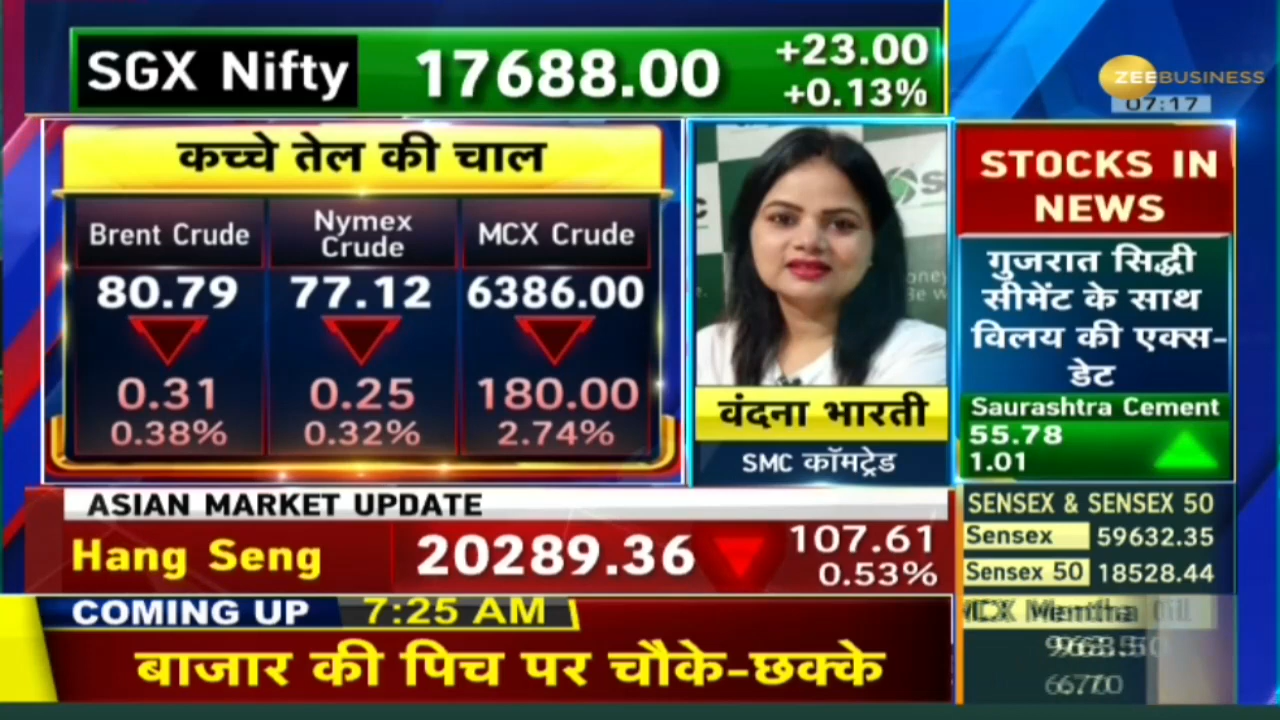 SGX Nifty 17688.00 +23.00
+0.13%
ZEEBUSINESS
07:17
कच्चे तेल की चाल
Brent Crude
80.79
0.31
0.38%
Nymex
Crude
77.12
0.25
0.32%
MCX Crude
6386.00
180.00
2.74%
वंदना भारती
SMC कॉमट्रेड
STOCKS IN
NEWS
गुजरात सिद्धी
सीमेंट के साथ
विलय की एक्स-
डेट
Saurashtra Cement
55.78
1.01
ASIAN MARKET UPDATE
Hang Seng 20289.36 107.61
0.53%
SENSEX & SENSEX 50
Sensex 59632.35
Sensex 50 18528.44
MCX Mentha Oil
COMING UP 7:25 AM
बाजार की पिच पर चौके-छक्के